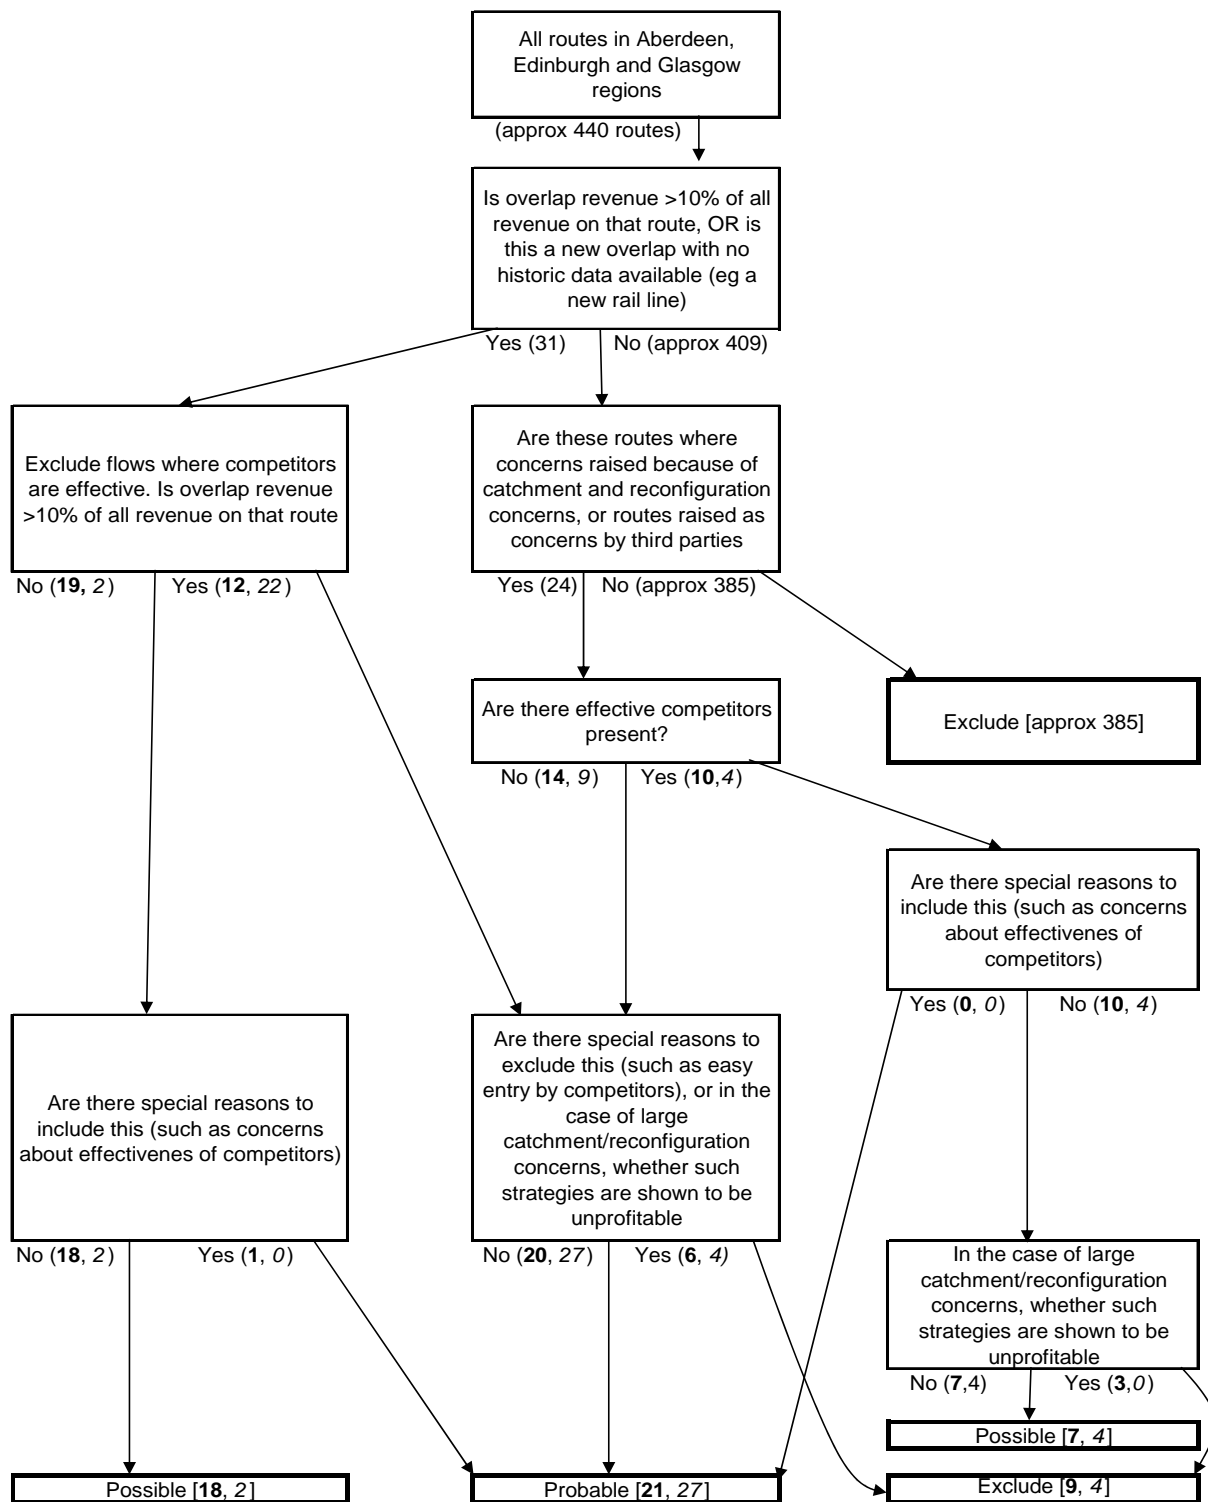 All routes in Aberdeen,
Edinburgh and Glasgow
regions
(approx 440 routes)
Is overlap revenue >10% of all
revenue on that route, OR is
this a new overlap with no
historic data available (eg a
new rail line)
Yes (31)
No (approx 409)
Exclude flows where competitors
are effective. Is overlap revenue
>10% of all revenue on that route
No (19, 2)
Yes (12, 22)
Are these routes where
concerns raised because of
catchment and reconfiguration
concerns, or routes raised as
concerns by third parties
Yes (24)
No (approx 385)
Exclude [approx 385]
Are there effective competitors
present?
No (14, 9)
Yes (10,4)
Are there special reasons to
include this (such as concerns
about effectivenes of
competitors)
Yes (0, 0)
No (10, 4)
Are there special reasons to
include this (such as concerns
about effectivenes of competitors)
No (18, 2)
Yes (1, 0)
Are there special reasons to
exclude this (such as easy
entry by competitors), or in the
case of large
catchment/reconfiguration
concerns, whether such
strategies are shown to be
unprofitable
No (20, 27)
Yes (6, 4)
In the case of large
catchment/reconfiguration
concerns, whether such
strategies are shown to be
unprofitable
No (7,4)
Yes (3,0)
Possible [7, 4]
Possible [18, 2]
Probable [21, 27]
Exclude [9, 4]